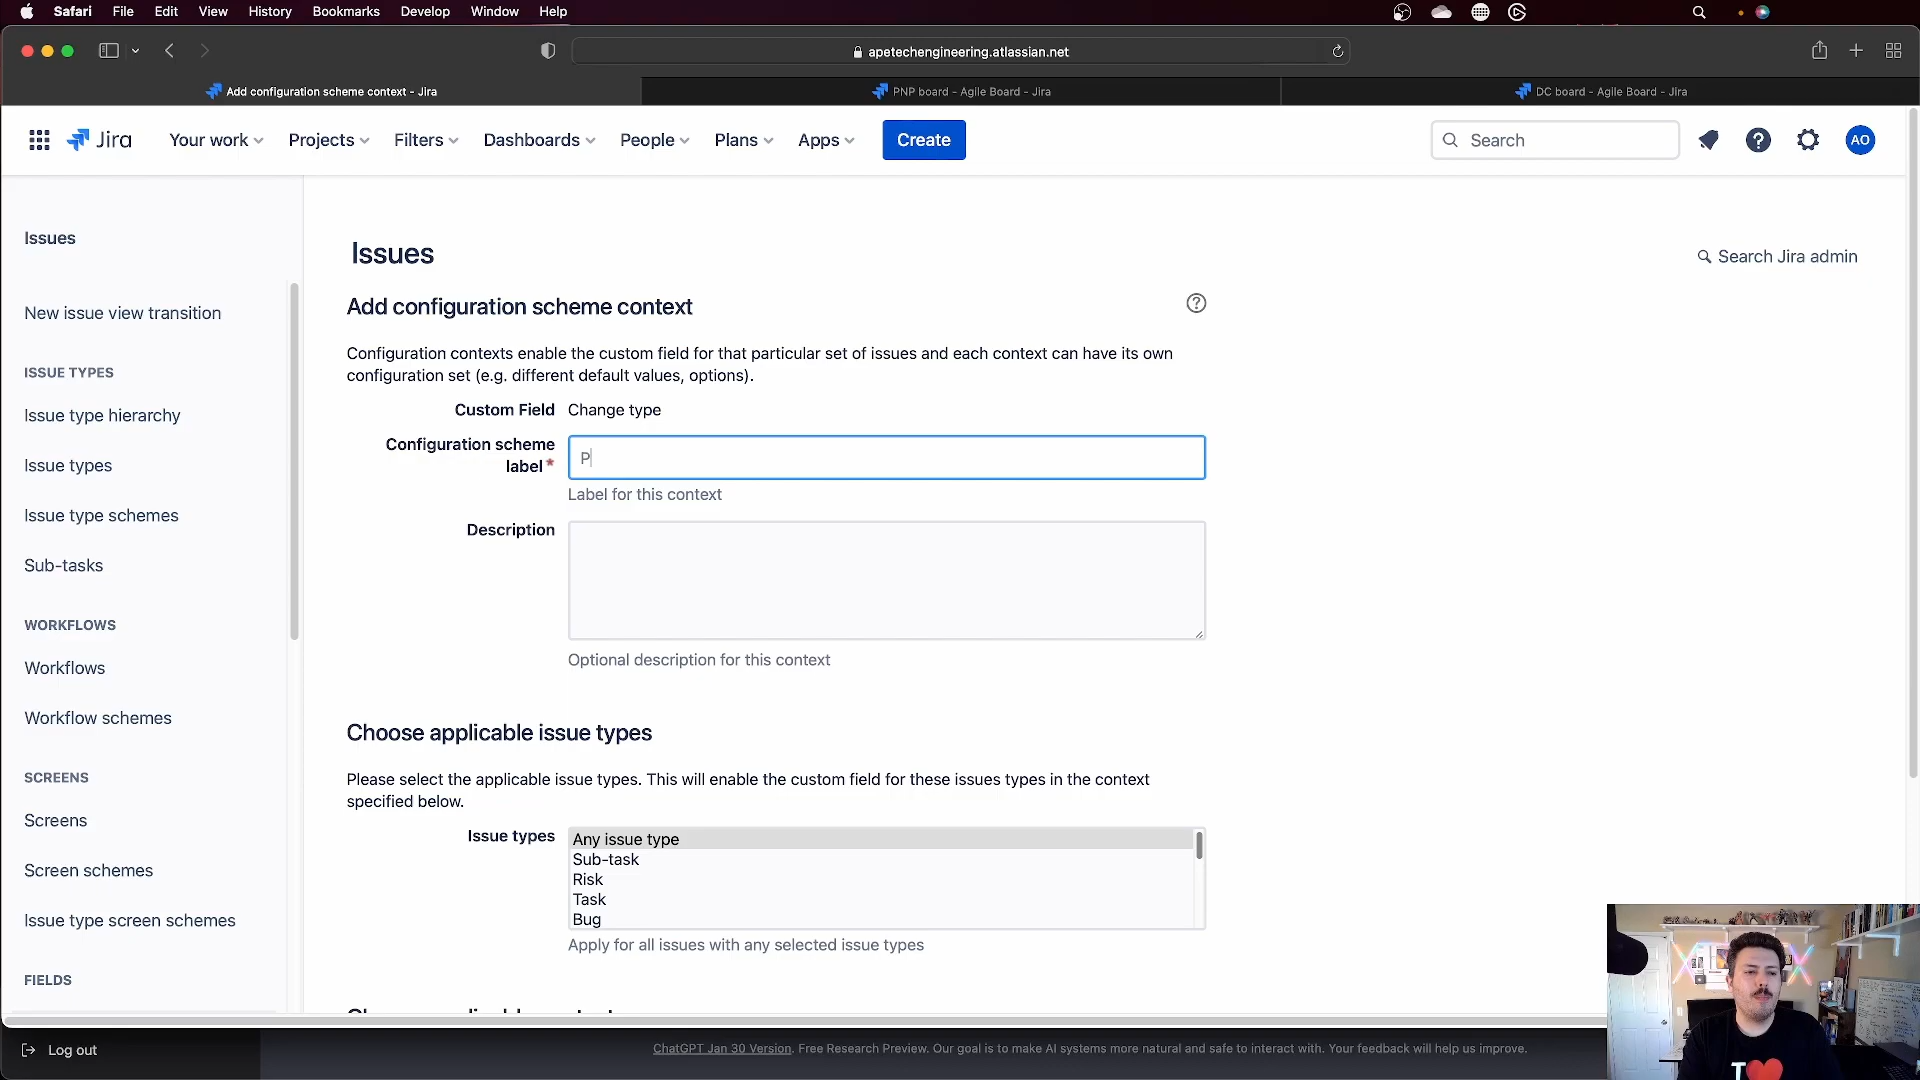 Safari File Edit View History Bookmarks Develop Window Help
apetechengineering.atlassian.net
Add configuration scheme context - Jira
PNP board - Agile Board - Jira
DC board - Agile Board - Jira
Jira Your work Projects Filters Dashboards People Plans Apps Create Search AO
Issues
New issue view transition
ISSUE TYPES
Issue type hierarchy
Issue types
Issue type schemes
Sub-tasks
WORKFLOWS
Workflows
Workflow schemes
SCREENS
Screens
Screen schemes
Issue type screen schemes
FIELDS
Issues
Search Jira admin
Add configuration scheme context
Configuration contexts enable the custom field for that particular set of issues and each context can have its own
configuration set (e.g. different default values, options).
Custom Field Change type
Configuration scheme
label*
P
Label for this context
Description
Optional description for this context
Choose applicable issue types
Please select the applicable issue types. This will enable the custom field for these issues types in the context
specified below.
Issue types
Any issue type
Sub-task
Risk
Task
Bug
Apply for all issues with any selected issue types
Log out
ChatGPT Jan 30 Version. Free Research Preview. Our goal is to make AI systems more natural and safe to interact with. Your feedback will help us improve.
I